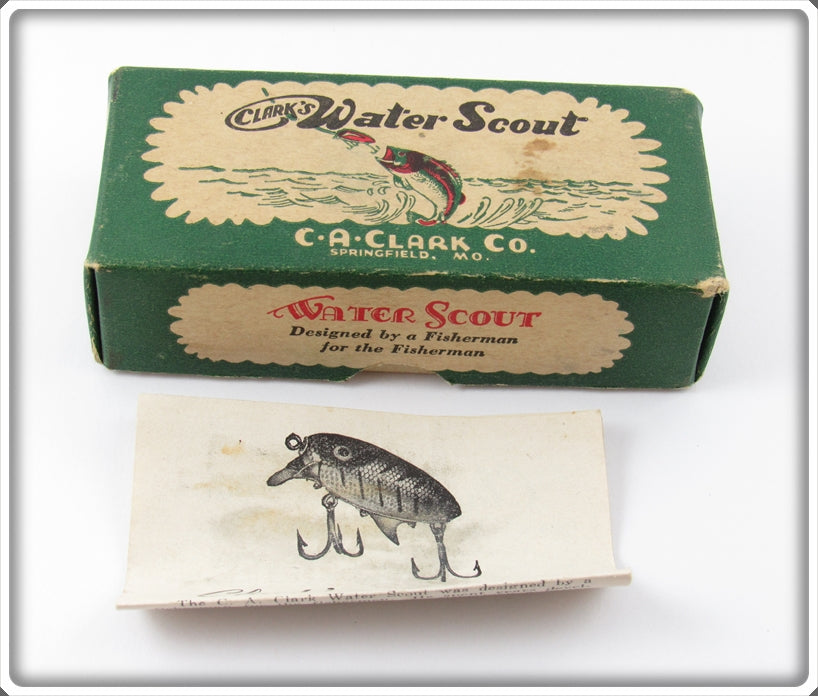 CLARK'S Water Scout
C·A·CLARK CO.
SPRINGFIELD, MO.
WATER SCOUT
Designed by a Fisherman
for the Fisherman
The C. A. Clark Water Scout was designed by a